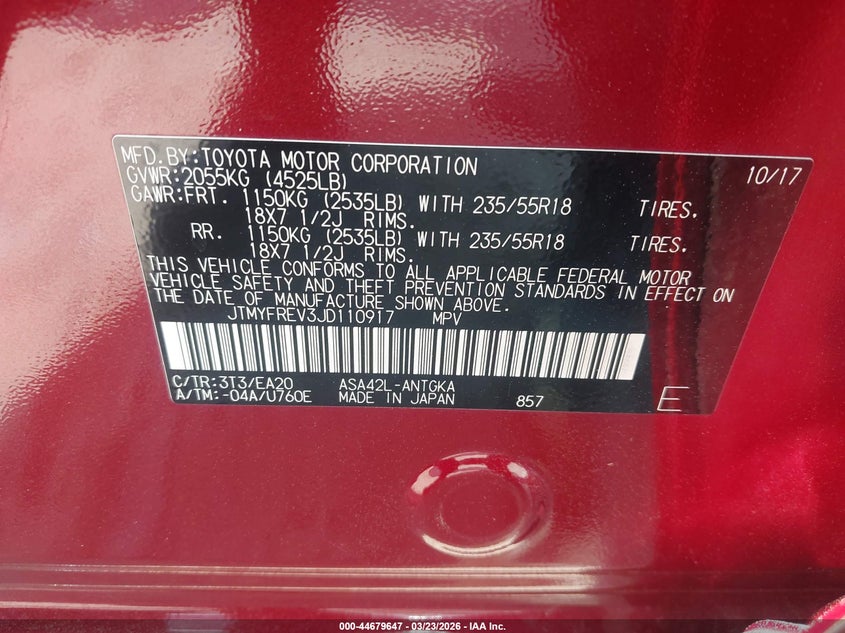 MFD.BY:TOYOTA MOTOR CORPORATION 10/17
GVWR:2055KG (4525LB)
GAWR:FRT. 1150KG (2535LB) WITH 235/55R18 TIRES.
18X7 1/2J RIMS.
RR. 1150KG (2535LB) WITH 235/55R18 TIRES.
18X7 1/2J RIMS.
THIS VEHICLE CONFORMS TO ALL APPLICABLE FEDERAL MOTOR
VEHICLE SAFETY AND THEFT PREVENTION STANDARDS IN EFFECT ON
THE DATE OF MANUFACTURE SHOWN ABOVE.
JTMYFREV3JD110917 MPV
C/TR:3T3/EA20 ASA42L-ANTGKA
A/TM:-04A/U760E MADE IN JAPAN 857 E
000-44679647 - 03/23/2026 - IAA Inc.